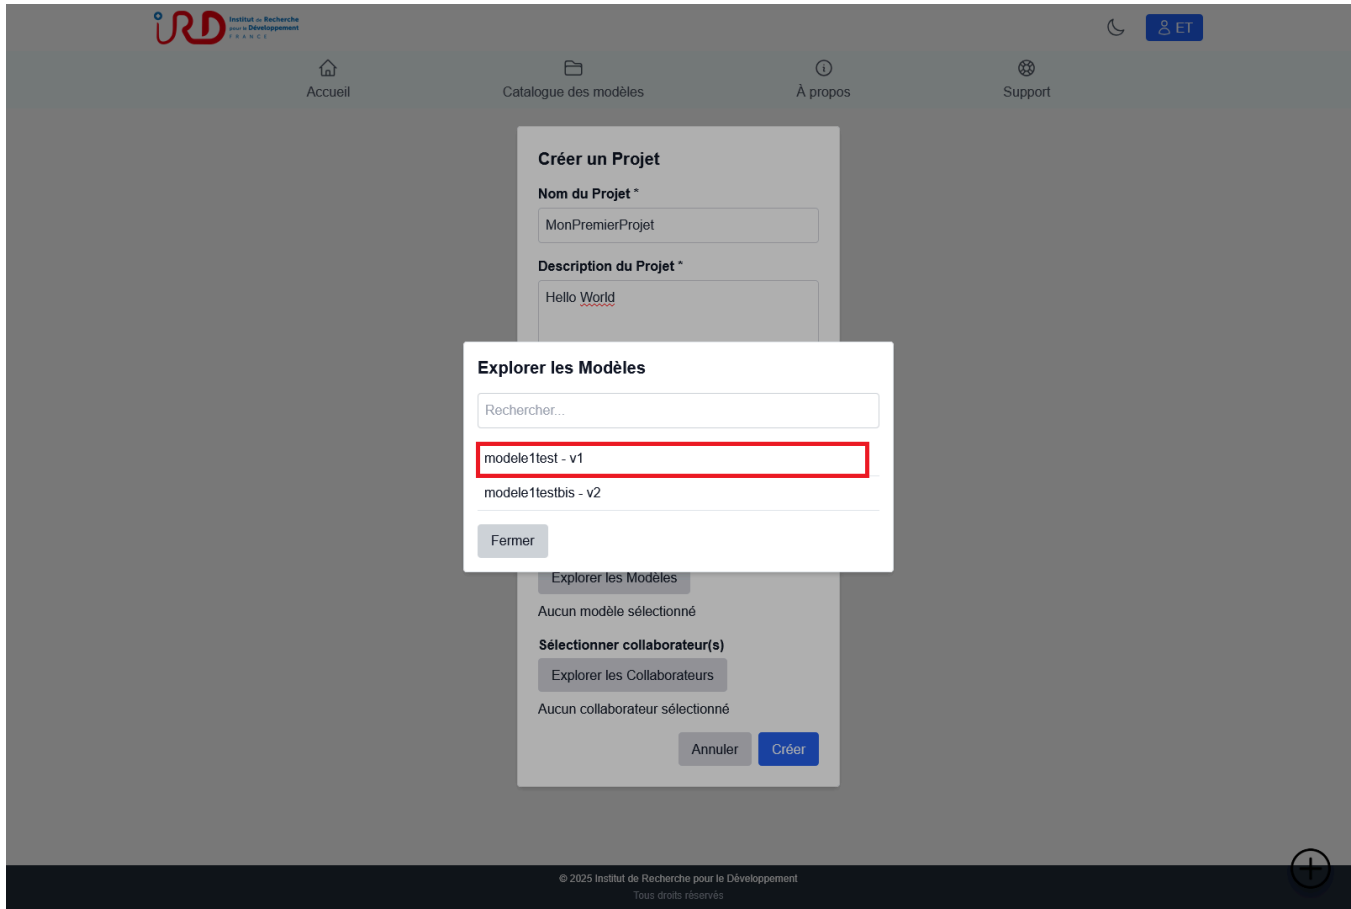 iRD
Institut de Recherche
pour le Développement
FRANCE
ET
Accueil
Catalogue des modèles
À propos
Support
Créer un Projet
Nom du Projet *
MonPremierProjet
Description du Projet *
Hello World
Explorer les Modèles
Rechercher...
modele1test - v1
modele1testbis - v2
Fermer
Explorer les Modèles
Aucun modèle sélectionné
Sélectionner collaborateur(s)
Explorer les Collaborateurs
Aucun collaborateur sélectionné
Annuler
Créer
© 2025 Institut de Recherche pour le Développement
Tous droits réservés